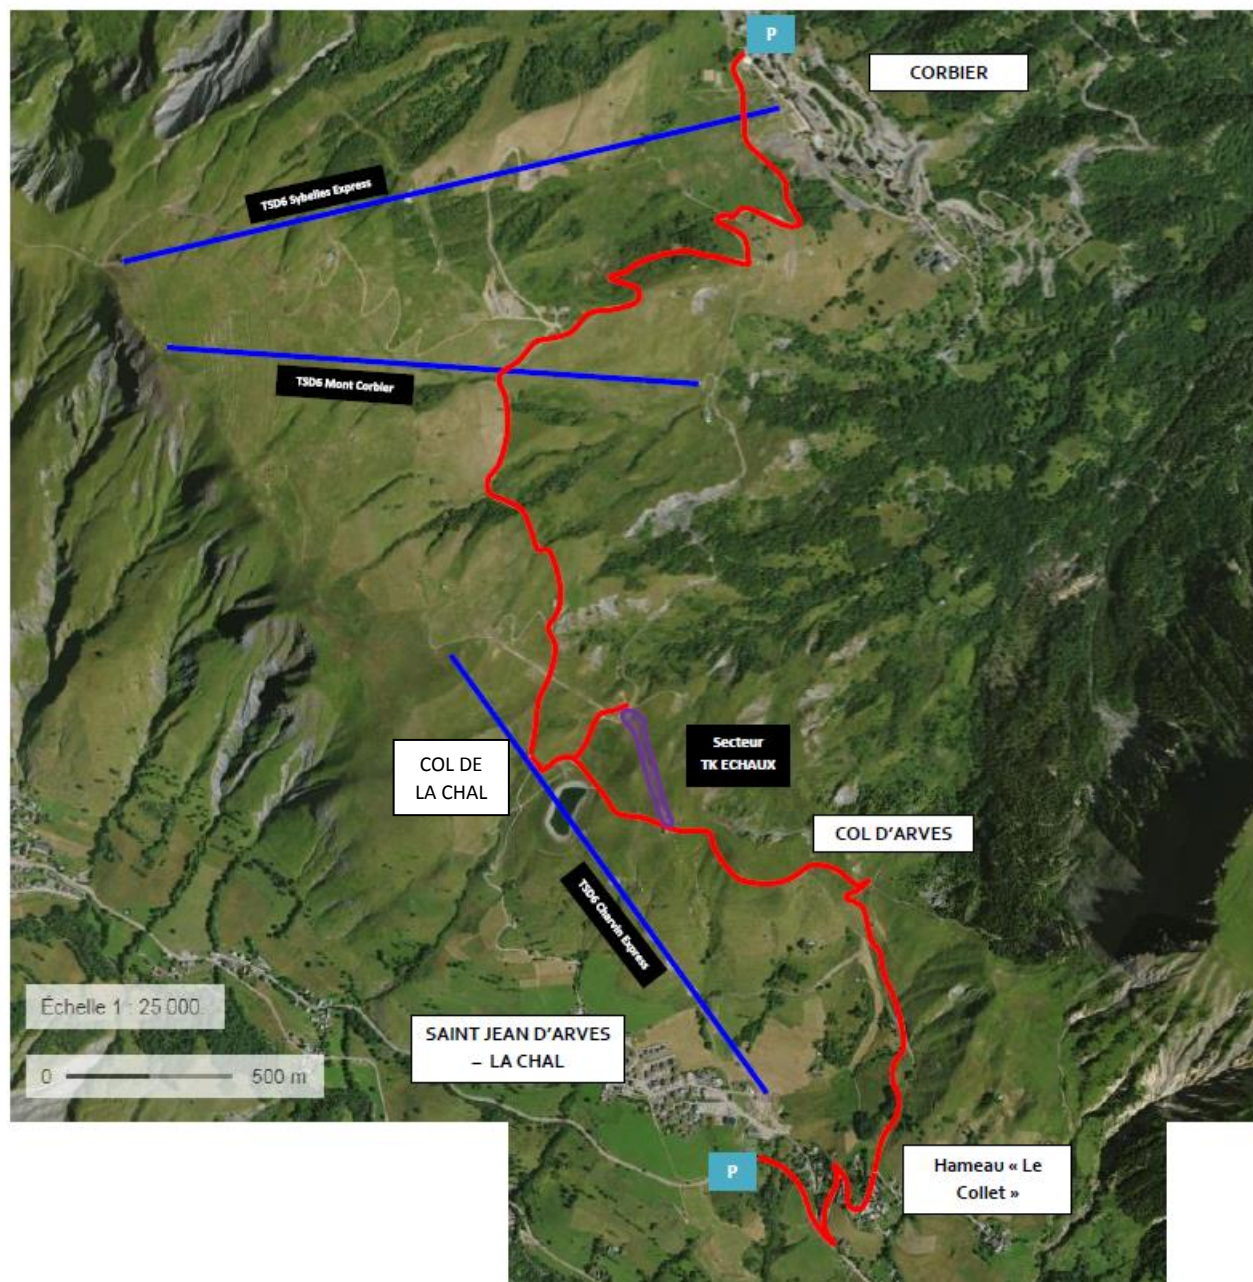 P
CORBIER
TSD6 Sybelles Express
TSD6 Mont Corbier
Secteur
TK ECHAUX
COL DE
LA CHAL
COL D'ARVES
TSD6 Charvin Express
Échelle 1 : 25 000
0 500 m
SAINT JEAN D'ARVES
– LA CHAL
P
Hameau « Le
Collet »